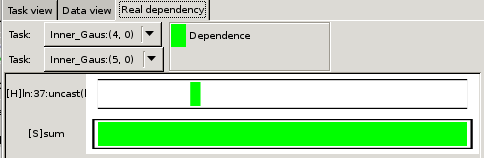 Task view Data view Real dependency
Task: Inner_Gaus:(4, 0) Dependence
Task: Inner_Gaus:(5, 0)
[H]ln:37:uncast(
[S]sum